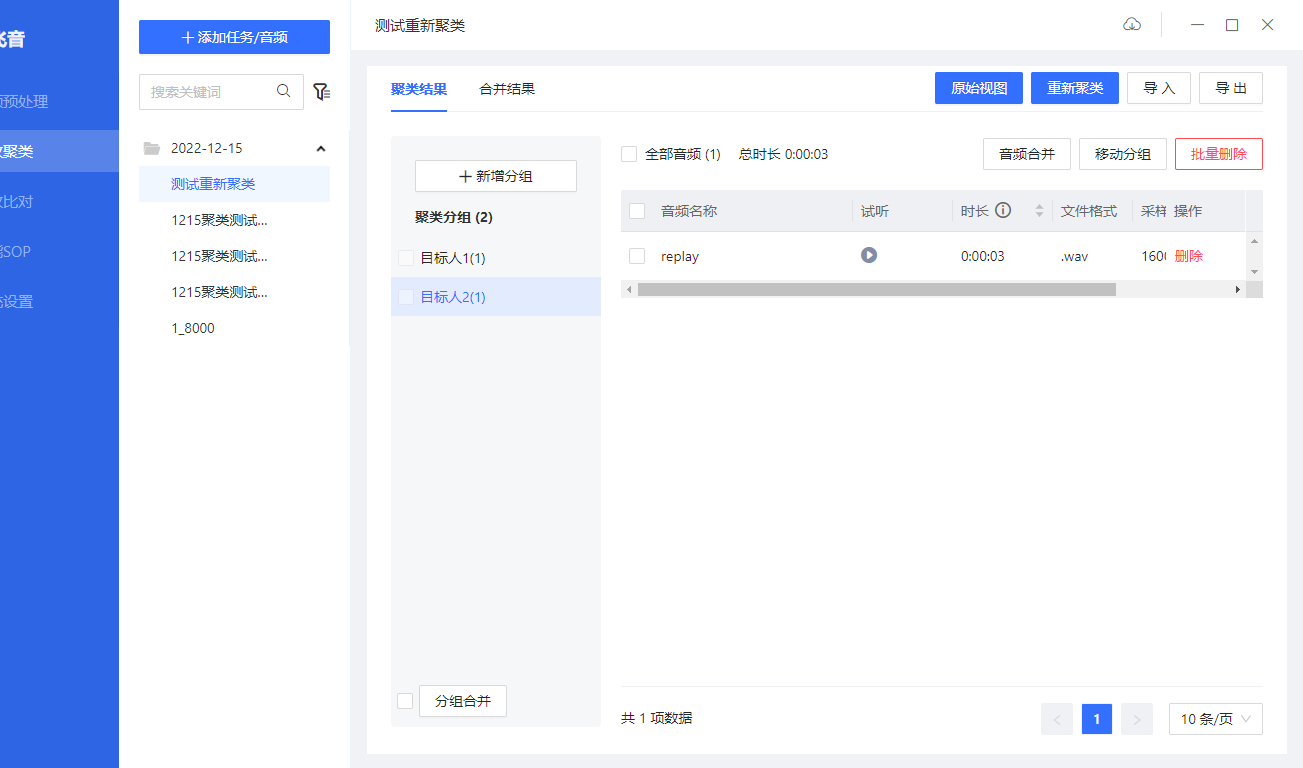 飞音
预处理
聚类
比对
SOP
设置
+ 添加任务/音频
搜索关键词
2022-12-15
测试重新聚类
1215聚类测试...
1215聚类测试...
1215聚类测试...
1_8000
测试重新聚类
聚类结果
合并结果
原始视图
重新聚类
导 入
导 出
+ 新增分组
聚类分组 (2)
目标人1(1)
目标人2(1)
分组合并
全部音频 (1) 总时长 0:00:03
音频合并
移动分组
批量删除
音频名称 试听 时长 文件格式 采样 操作
replay 0:00:03 .wav 160 删除
共 1 项数据
< 1 >
10 条/页